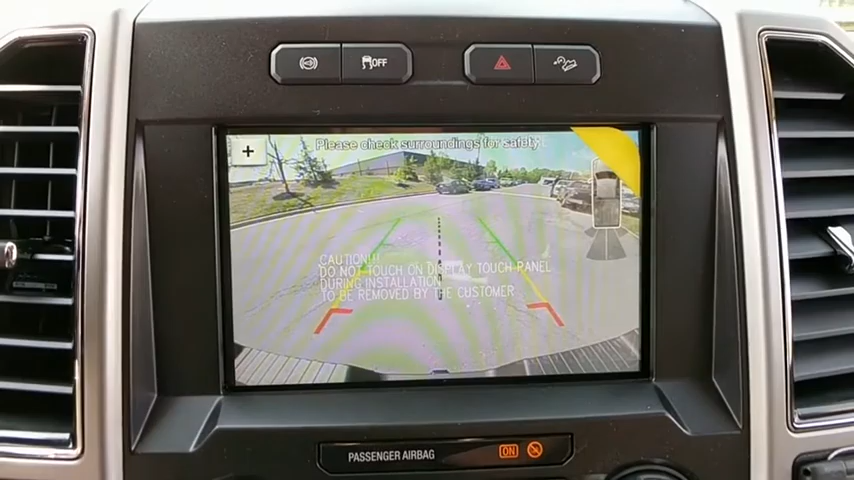 OFF
Please check surroundings for safety
+
CAUTION!!
DO NOT TOUCH ON DISPLAY TOUCH PANEL
DURING INSTALLATION
TO BE REMOVED BY THE CUSTOMER
PASSENGER AIRBAG ON